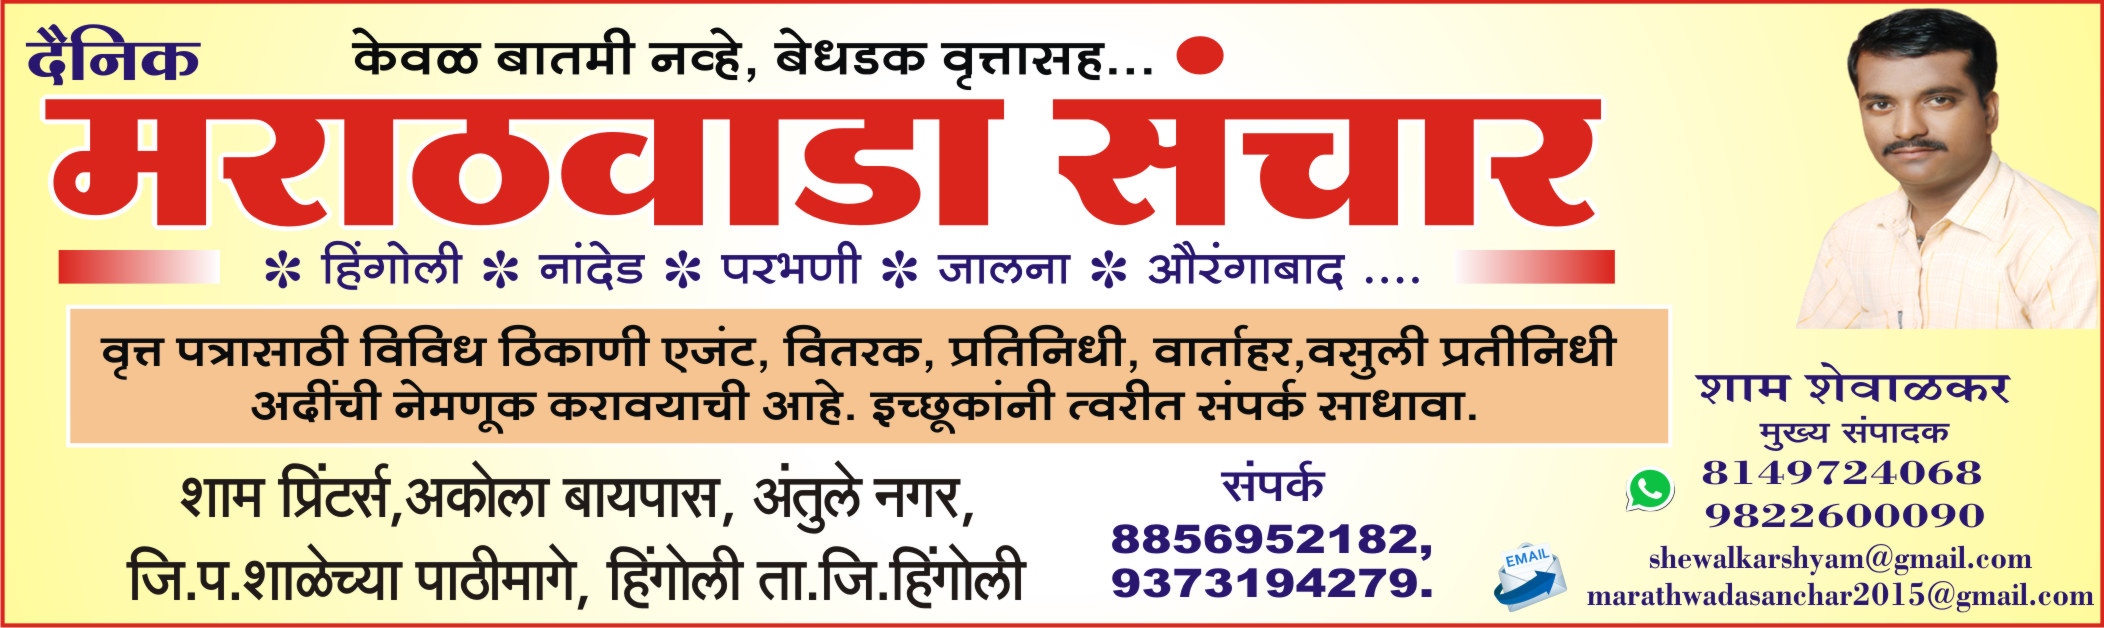 दैनिक
केवळ बातमी नव्हे, बेधडक वृत्तासह...
मराठवाडा संचार
* हिंगोली * नांदेड * परभणी * जालना * औरंगाबाद ....
वृत्त पत्रासाठी विविध ठिकाणी एजंट, वितरक, प्रतिनिधी, वार्ताहर,वसुली प्रतीनिधी
अदींची नेमणूक करावयाची आहे. इच्छूकांनी त्वरीत संपर्क साधावा.
शाम प्रिंटर्स,अकोला बायपास, अंतुले नगर,
जि.प.शाळेच्या पाठीमागे, हिंगोली ता.जि.हिंगोली
संपर्क
8856952182,
9373194279.
शाम शेवाळकर
मुख्य संपादक
8149724068
9822600090
EMAIL
shewalkarshyam@gmail.com
marathwadasanchar2015@gmail.com